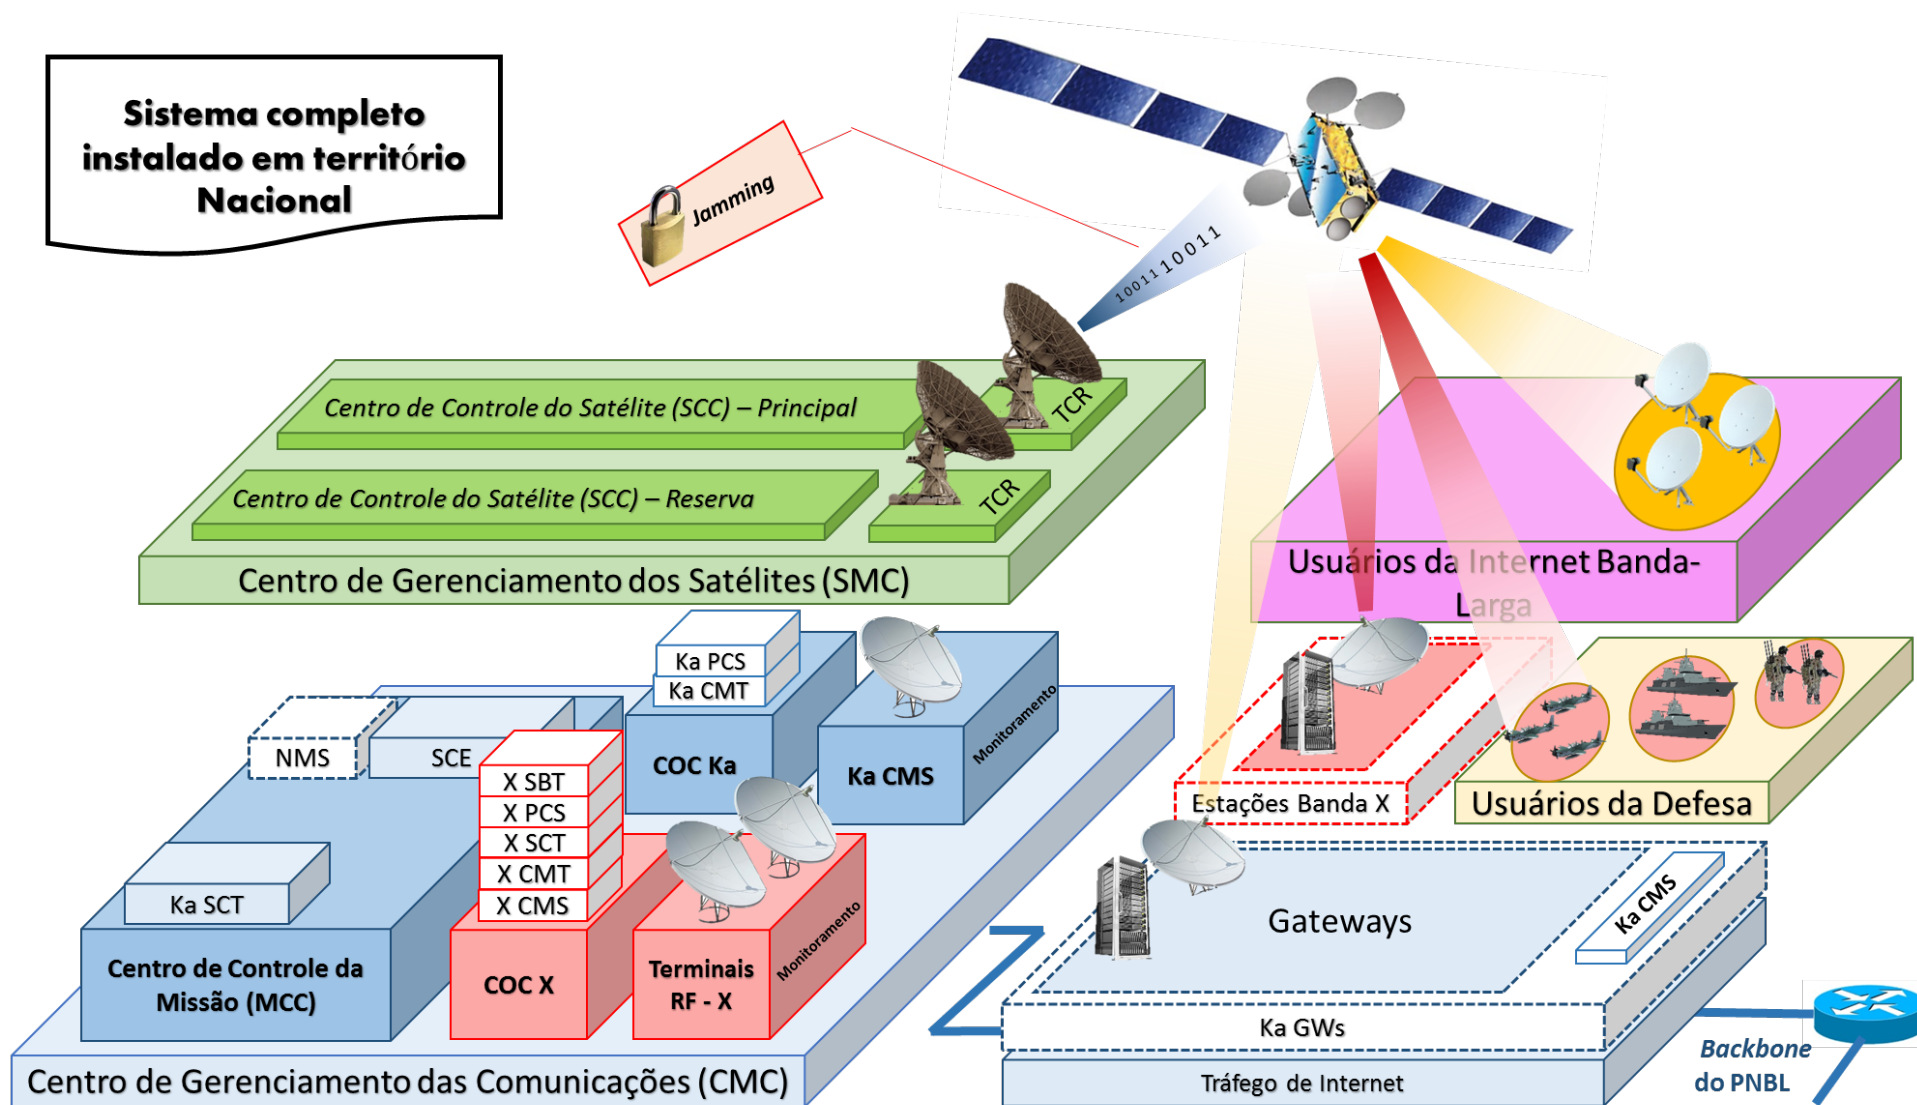 Sistema completo
instalado em território
Nacional
Jamming
10011 10011
Centro de Controle do Satélite (SCC) – Principal
TCR
Centro de Controle do Satélite (SCC) – Reserva
TCR
Centro de Gerenciamento dos Satélites (SMC)
Usuários da Internet Banda-
Larga
Ka PCS
Ka CMT
COC Ka
Ka CMS
Monitoramento
NMS
SCE
X SBT
X PCS
X SCT
X CMT
X CMS
Ka SCT
Centro de Controle da
Missão (MCC)
COC X
Terminais
RF - X
Monitoramento
Centro de Gerenciamento das Comunicações (CMC)
Estações Banda X
Usuários da Defesa
Gateways
Ka CMS
Ka GWs
Tráfego de Internet
Backbone
do PNBL